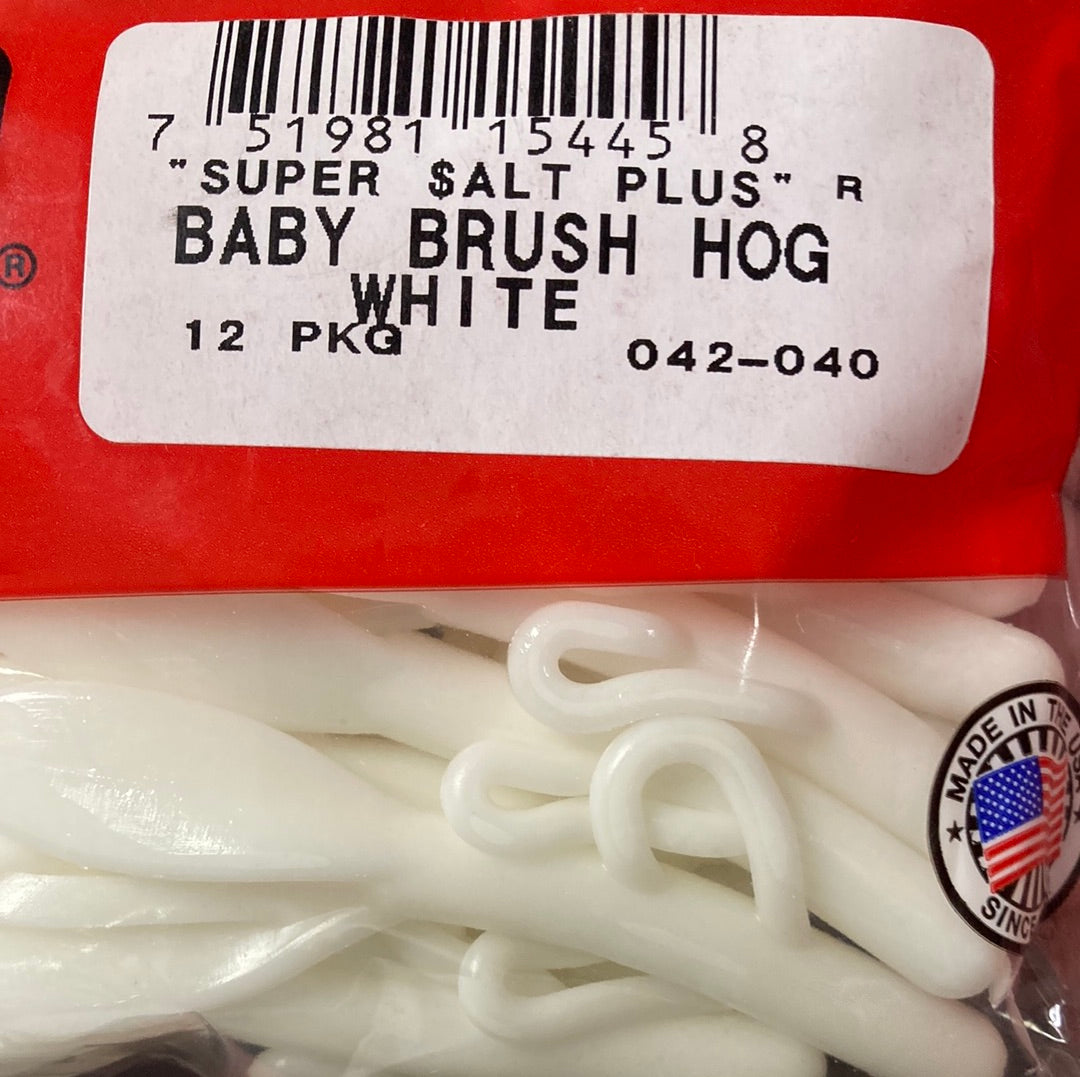 7 51981 15445 8
"SUPER $ALT PLUS" R
BABY BRUSH HOG
WHITE
12 PKG
042-040
®
MADE IN THE USA
SINCE